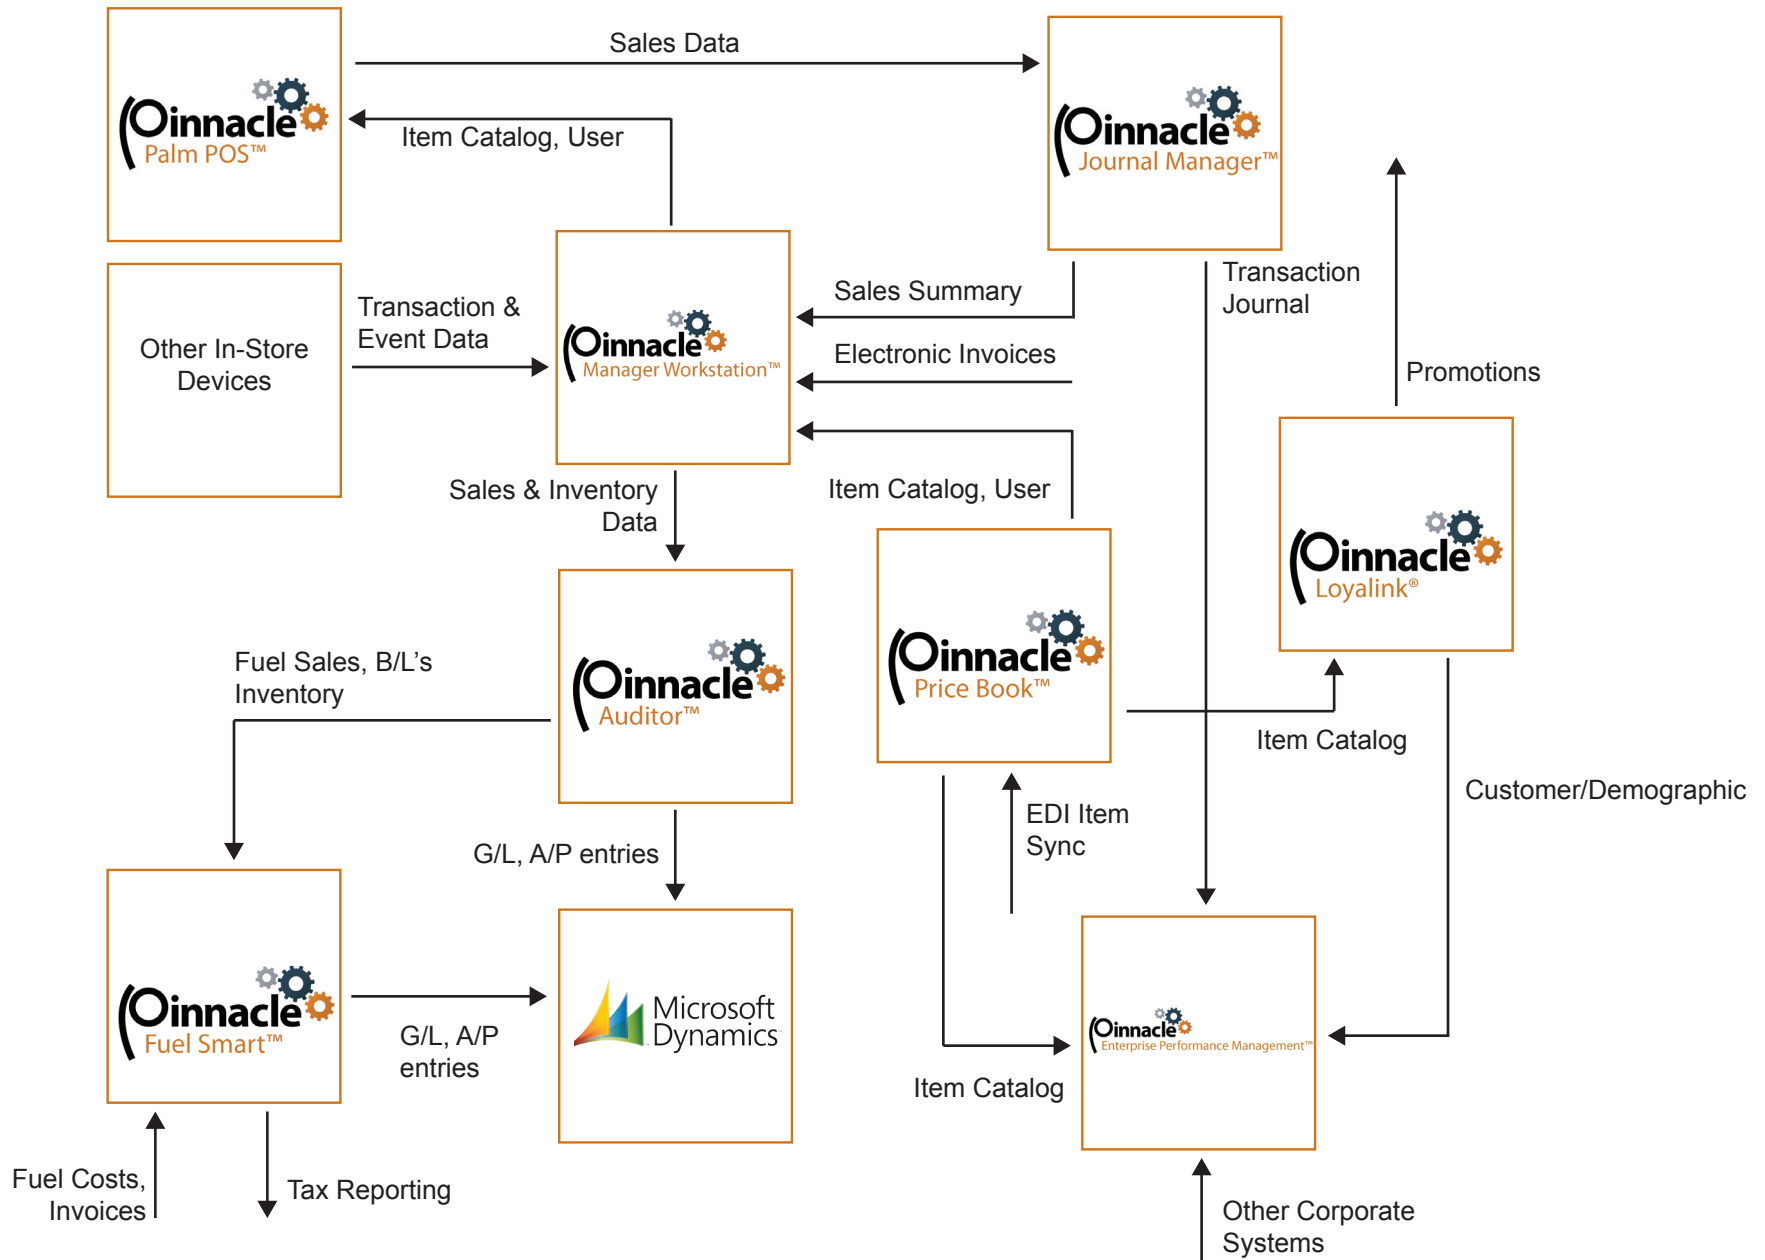 Sales Data
Pinnacle
Palm POS™
Item Catalog, User
Pinnacle
Journal Manager™
Other In-Store
Devices
Transaction &
Event Data
Pinnacle
Manager Workstation™
Sales Summary
Electronic Invoices
Item Catalog, User
Transaction
Journal
Promotions
Pinnacle
Loyalink®
Sales & Inventory
Data
Pinnacle
Auditor™
Pinnacle
Price Book™
Fuel Sales, B/L’s
Inventory
Item Catalog
Customer/Demographic
EDI Item
Sync
G/L, A/P entries
Pinnacle
Fuel Smart™
G/L, A/P
entries
Microsoft
Dynamics
Item Catalog
Pinnacle
Enterprise Performance Management™
Fuel Costs,
Invoices
Tax Reporting
Other Corporate
Systems